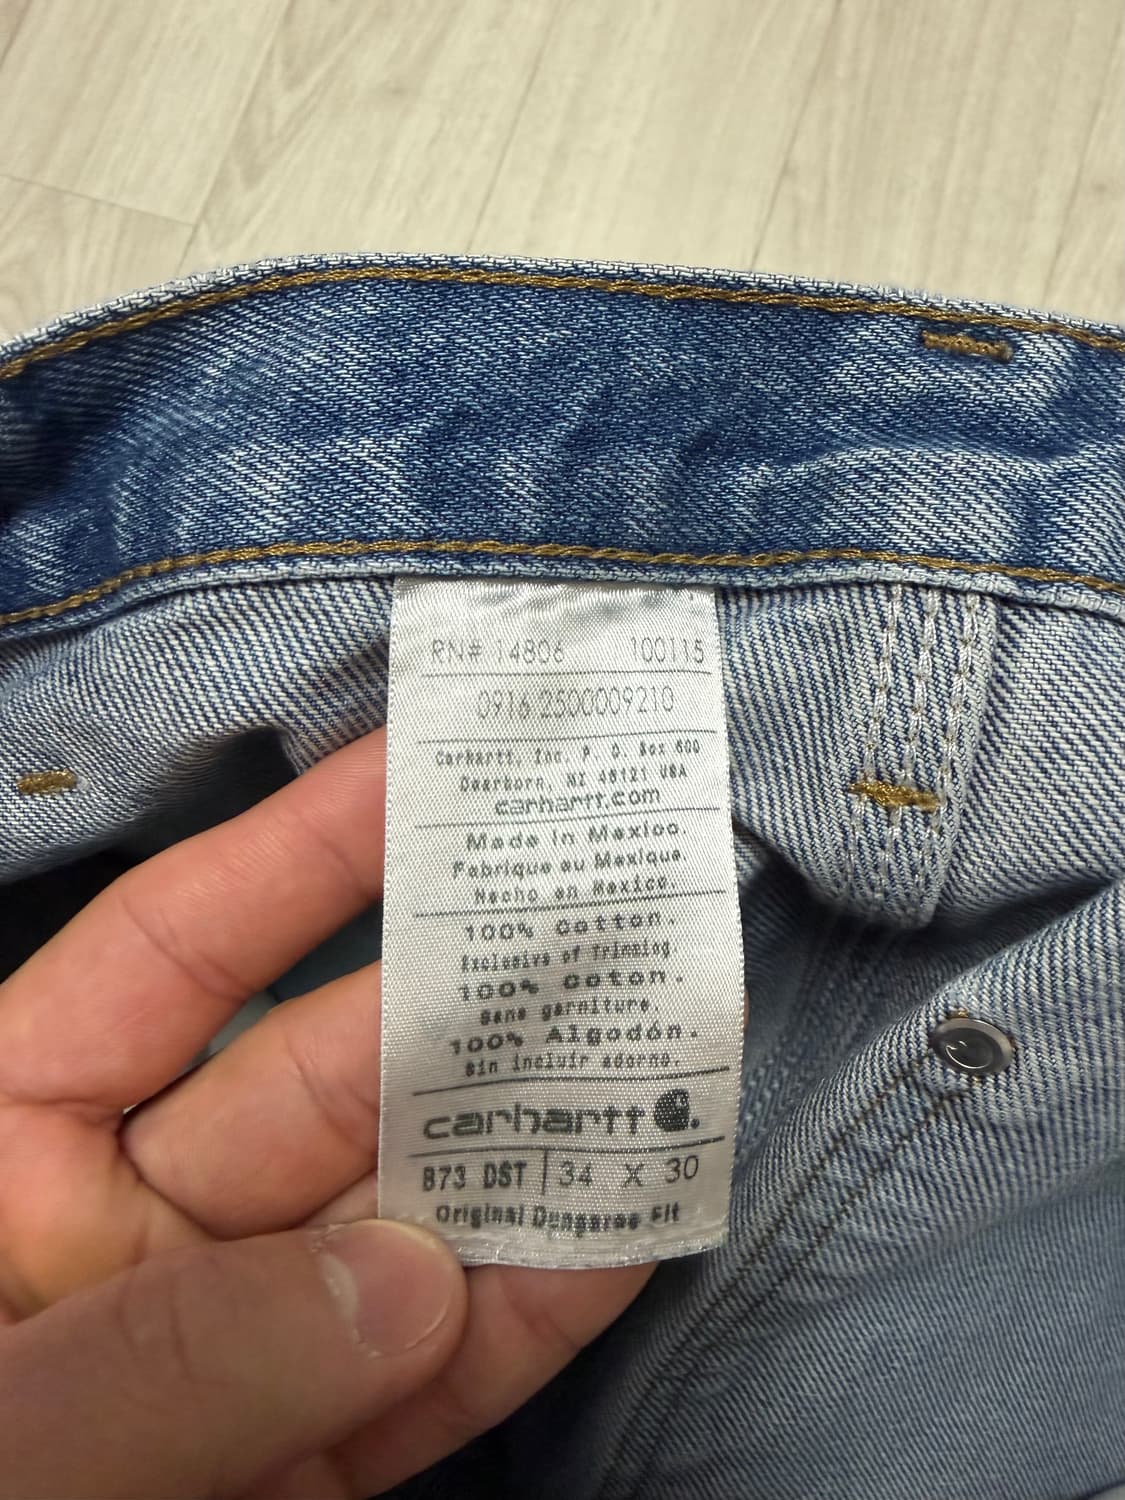 RN# 14806 100115
0916 2500009210
Carhartt, Inc. P. O. Box 600
Dearborn, MI 48121 USA
carhartt.com
Made in Mexico.
Fabrique au Mexique.
Hecho en Mexico.
100% Cotton.
Exclusive of Trimming
100% Coton.
Sans garniture.
100% Algodón.
Sin incluir adorno.
carhartt
B73 DST | 34 X 30
Original Dungaree Fit